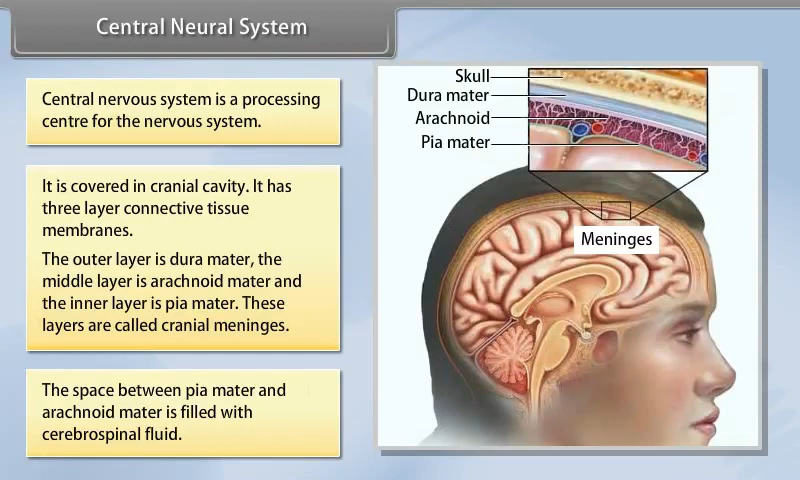 Central Neural System
Central nervous system is a processing
centre for the nervous system.
It is covered in cranial cavity. It has
three layer connective tissue
membranes.
The outer layer is dura mater, the
middle layer is arachnoid mater and
the inner layer is pia mater. These
layers are called cranial meninges.
The space between pia mater and
arachnoid mater is filled with
cerebrospinal fluid.
Skull
Dura mater
Arachnoid
Pia mater
Meninges